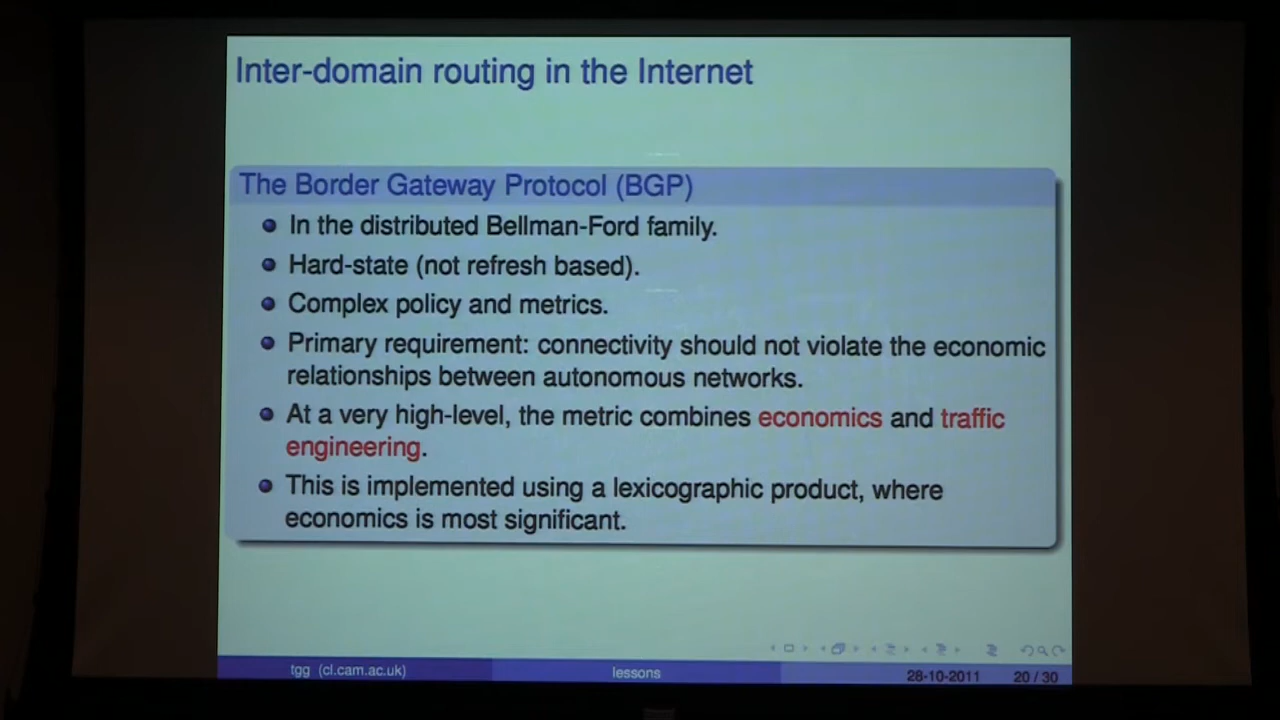 Inter-domain routing in the Internet
The Border Gateway Protocol (BGP)
In the distributed Bellman-Ford family.
Hard-state (not refresh based).
Complex policy and metrics.
Primary requirement: connectivity should not violate the economic
relationships between autonomous networks.
At a very high-level, the metric combines economics and traffic
engineering.
This is implemented using a lexicographic product, where
economics is most significant.
tgg (cl.cam.ac.uk)
lessons
28-10-2011
20 / 30